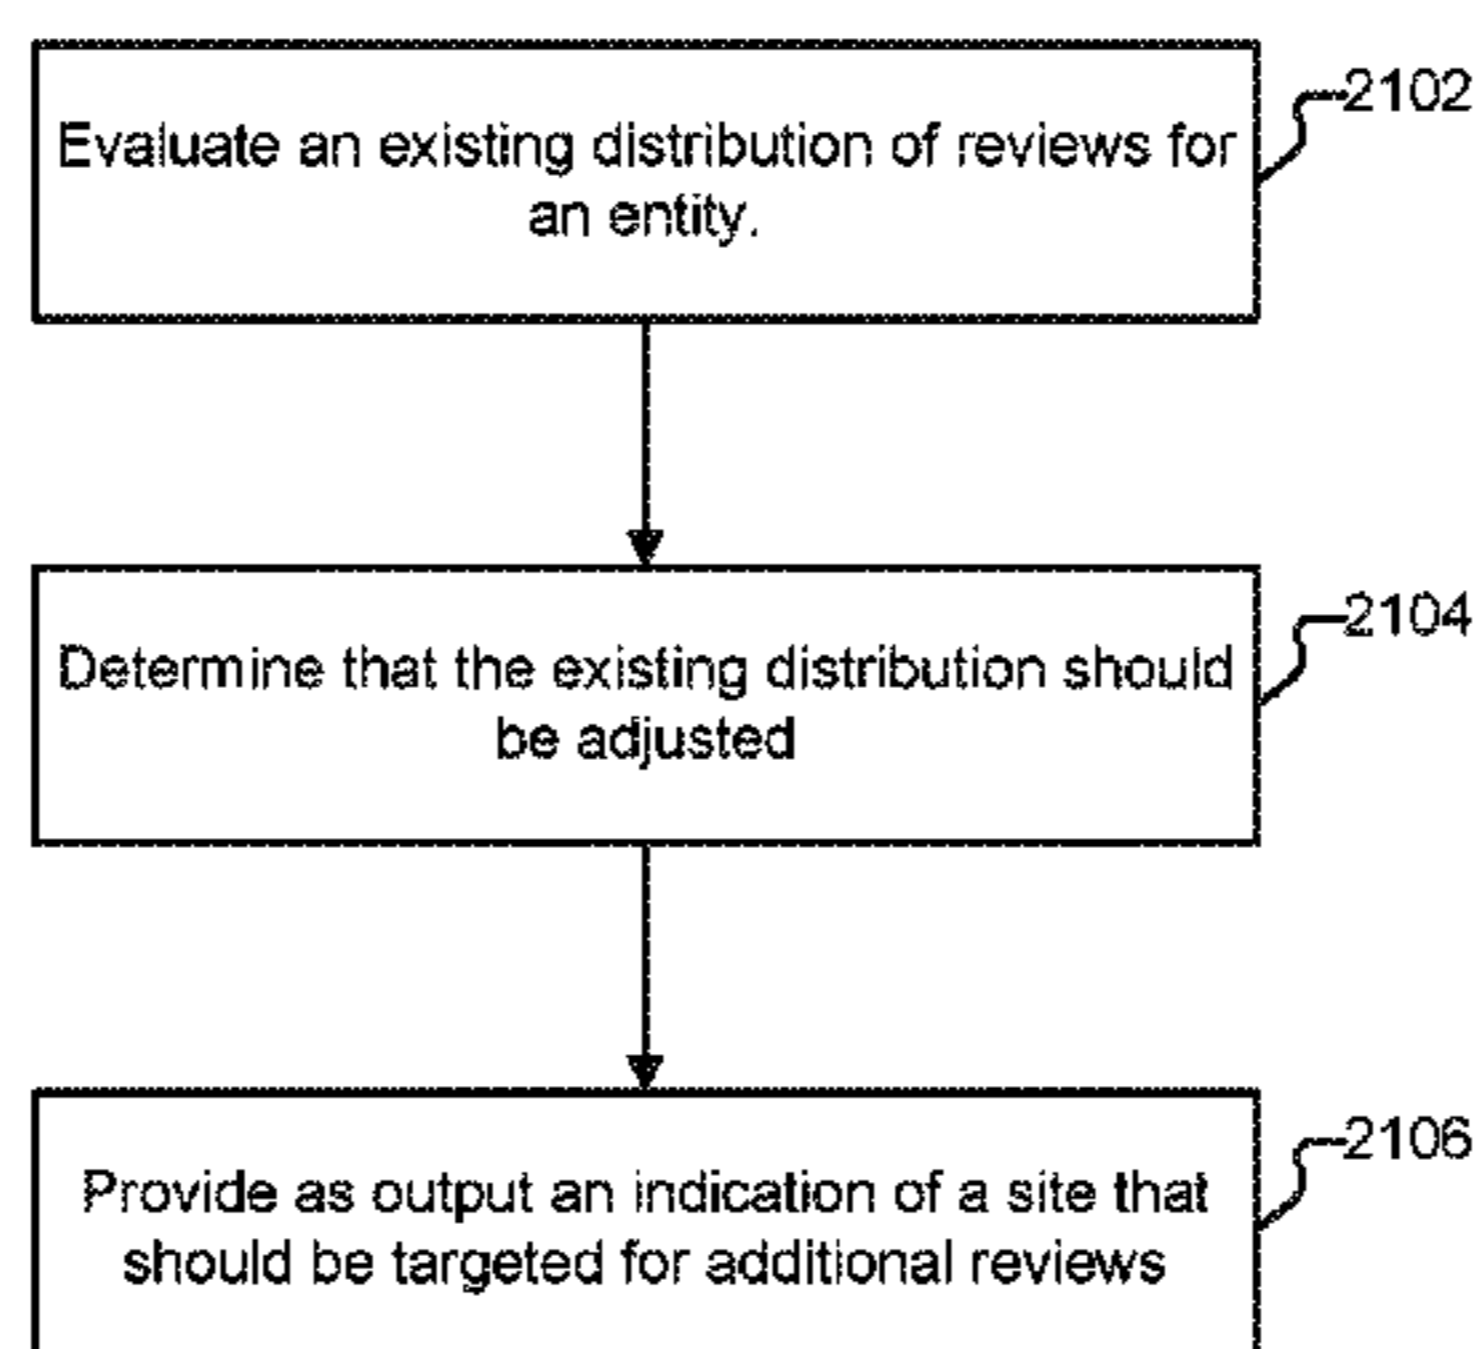 2102
Evaluate an existing distribution of reviews for
an entity.
2104
Determine that the existing distribution should
be adjusted
2106
Provide as output an indication of a site that
should be targeted for additional reviews